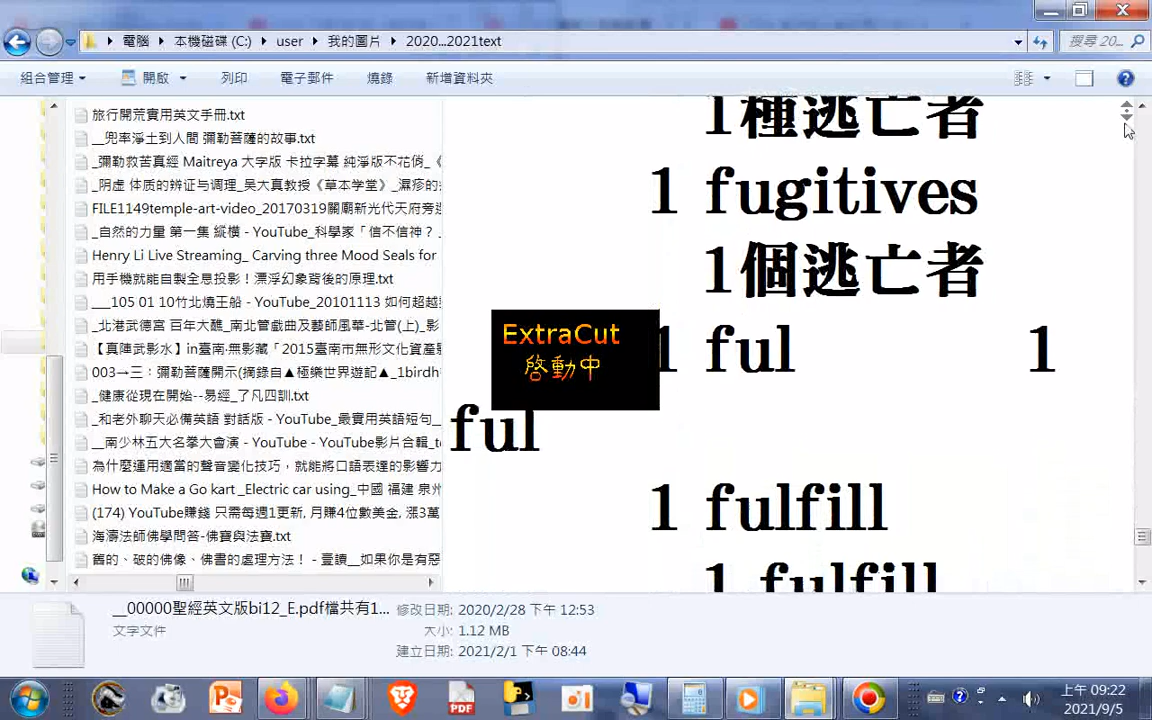 電腦 本機磁碟 (C:) user 我的圖片 2020...2021text 搜尋 20...
組合管理 開啟 列印 電子郵件 燒錄 新增資料夾
旅行開荒實用英文手冊.txt
__兜率淨土到人間 彌勒菩薩的故事.txt
_彌勒救苦真經 Maitreya 大字版 卡拉字幕 純淨版不花俏_《
_阴虚 体质的辨证与调理_吴大真教授《草本学堂》_濕疹的
FILE1149temple-art-video_20170319關廟新光代天府旁
_自然的力量 第一集 縱橫 - YouTube_科學家「信不信神？
Henry Li Live Streaming_ Carving three Mood Seals for
用手機就能自製全息投影！漂浮幻象背後的原理.txt
___105 01 10竹北燒王船 - YouTube_20101113 如何超越
_北港武德宮 百年大醮_南北管戲曲及藝師風華-北管(上)_影
【真陣武影水】in臺南·無影藏「2015臺南市無形文化資產
003→三：彌勒菩薩開示(摘錄自▲極樂世界遊記▲_1birdh
_健康從現在開始--易經_了凡四訓.txt
_和老外聊天必備英語 對話版 - YouTube_最實用英語短句_
__南少林五大名拳大會演 - YouTube - YouTube影片合輯_t
為什麼運用適當的聲音變化技巧，就能將口語表達的影響力
How to Make a Go kart _Electric car using_中國 福建 泉州
(174) YouTube賺錢 只需每週1更新, 月賺4位數美金, 漲3萬
海濤法師佛學問答-佛寶與法寶.txt
舊的、破的佛像、佛書的處理方法！ - 壹讀__如果你是有惡
1種逃亡者
1 fugitives
1個逃亡者
1 ful 1
ful
1 fulfill
1 fulfill
ExtraCut
啓動中
__00000聖經英文版bi12_E.pdf檔共有1... 修改日期: 2020/2/28 下午 12:53
文字文件 大小: 1.12 MB
建立日期: 2021/2/1 下午 08:44
上午 09:22
2021/9/5